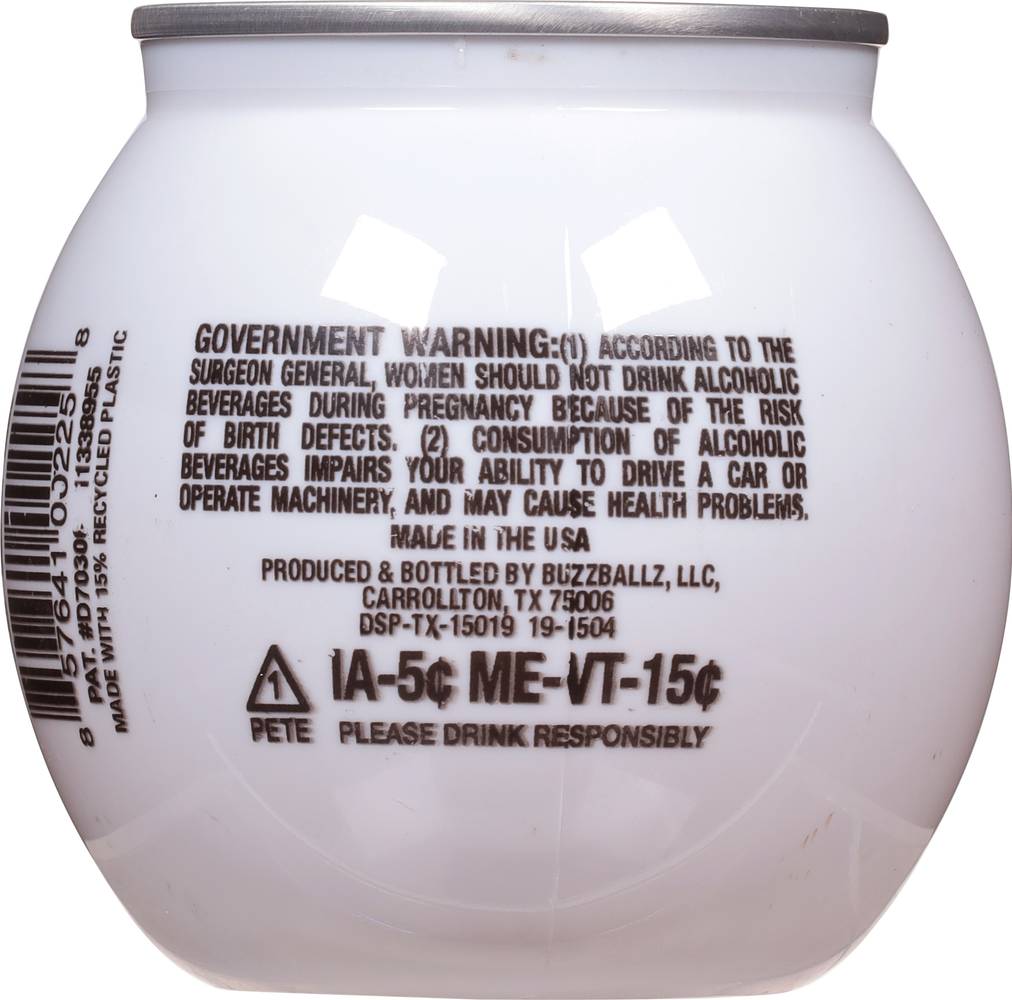 GOVERNMENT WARNING:(1) ACCORDING TO THE
SURGEON GENERAL, WOMEN SHOULD NOT DRINK ALCOHOLIC
BEVERAGES DURING PREGNANCY BECAUSE OF THE RISK
OF BIRTH DEFECTS. (2) CONSUMPTION OF ALCOHOLIC
BEVERAGES IMPAIRS YOUR ABILITY TO DRIVE A CAR OR
OPERATE MACHINERY, AND MAY CAUSE HEALTH PROBLEMS.
MADE IN THE USA
PRODUCED & BOTTLED BY BUZZBALLZ, LLC,
CARROLLTON, TX 75006
DSP-TX-15019 19-1504
1 IA-5¢ ME-VT-15¢
PETE PLEASE DRINK RESPONSIBLY
8 57641 00225 8
PAT. 11338955
MADE WITH 15% RECYCLED PLASTIC